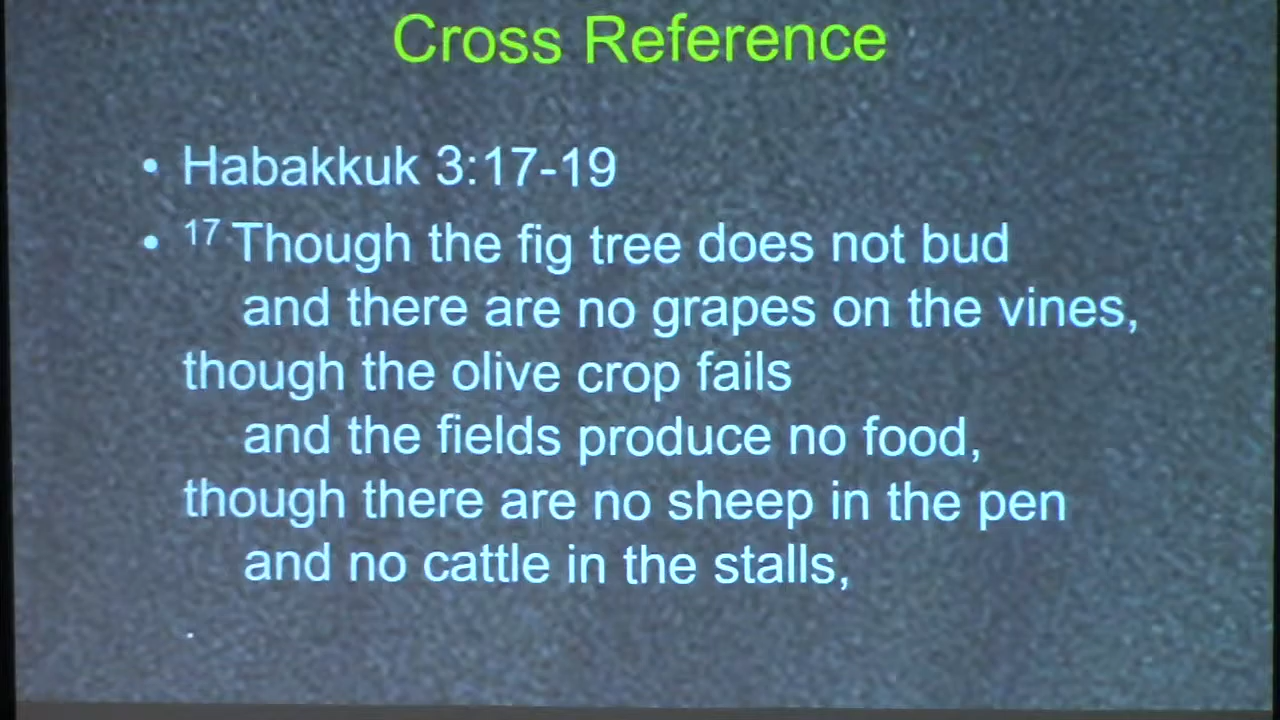 Cross Reference
• Habakkuk 3:17-19
• 17 Though the fig tree does not bud
and there are no grapes on the vines,
though the olive crop fails
and the fields produce no food,
though there are no sheep in the pen
and no cattle in the stalls,
.